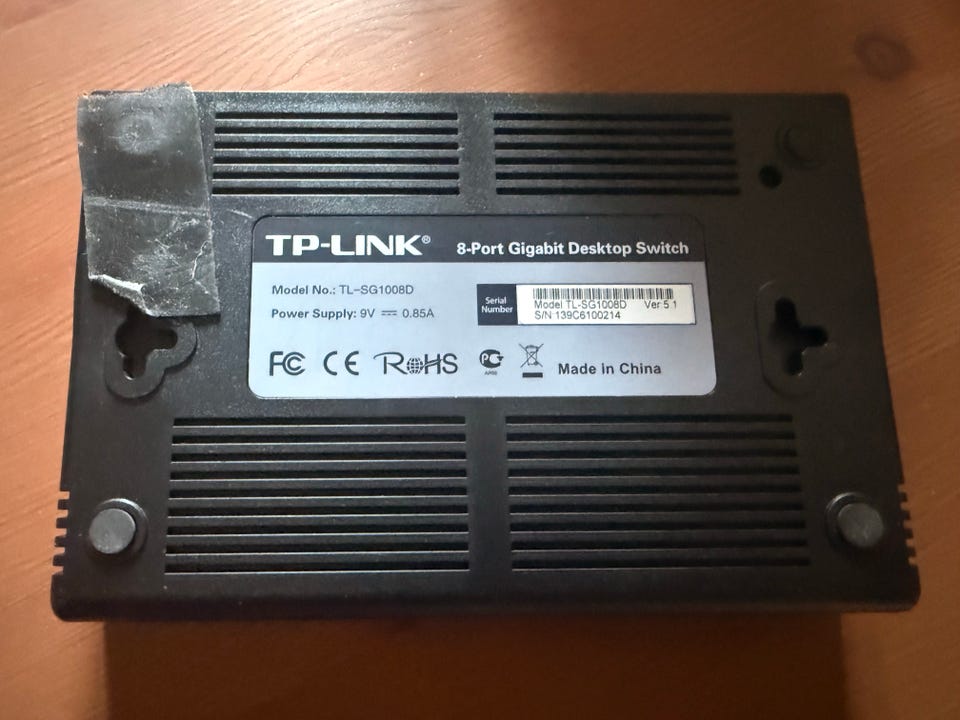 TP-LINK® 8-Port Gigabit Desktop Switch
Model No.: TL-SG1008D
Power Supply: 9V ⎓ 0.85A
Serial Number
Model TL-SG1008D Ver:5.1
S/N:139C6100214
FC CE RoHS PC Made in China